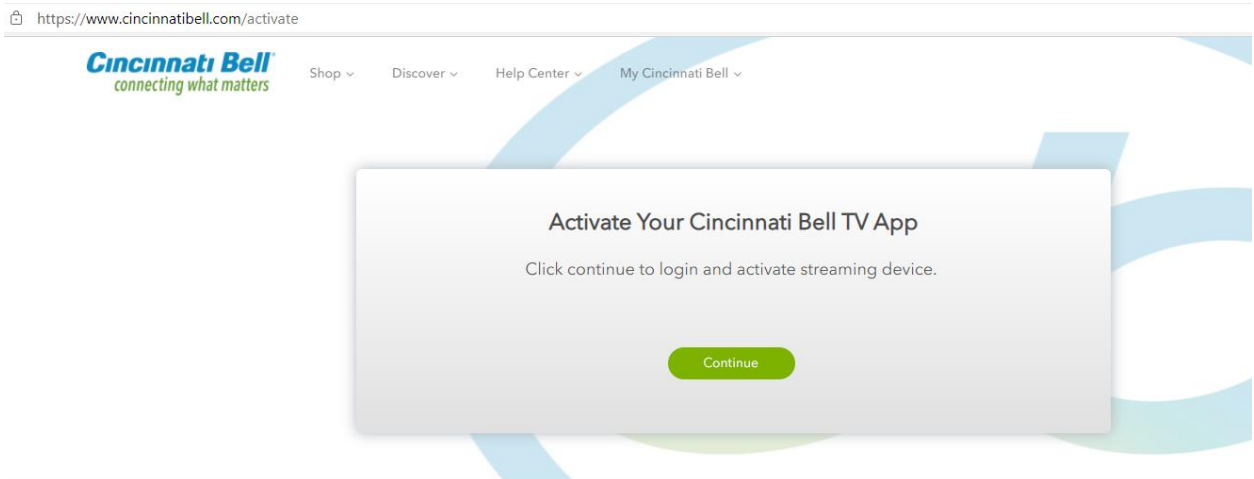 https://www.cincinnatibell.com/activate
Cincinnati Bell
connecting what matters
Shop
Discover
Help Center
My Cincinnati Bell
Activate Your Cincinnati Bell TV App
Click continue to login and activate streaming device.
Continue